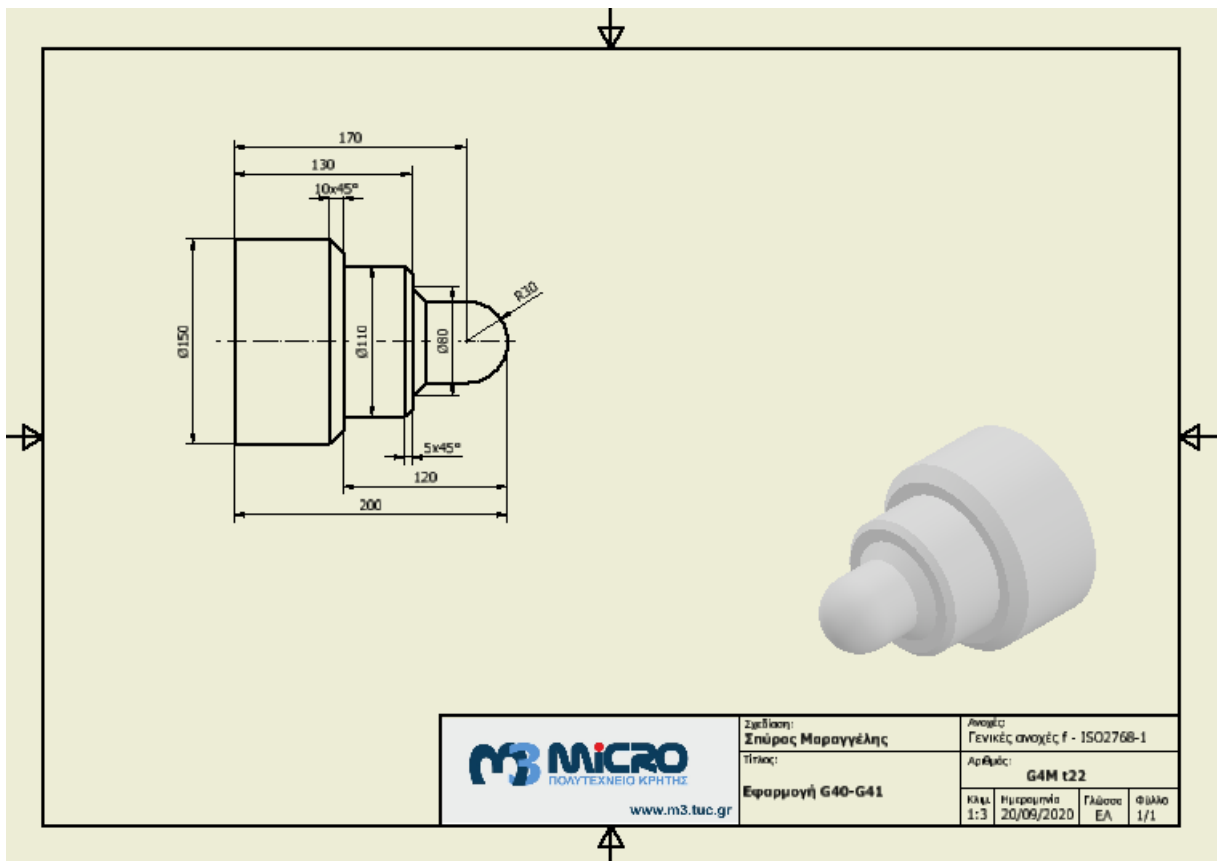 170
130
10x45°
R30
Ø150
Ø110
Ø80
5x45°
120
200
m3 MiCRO
ΠΟΛΥΤΕΧΝΕΙΟ ΚΡΗΤΗΣ
www.m3.tuc.gr
Σχεδίαση:
Σπύρος Μαραγγέλης
Τίτλος:
Εφαρμογή G40-G41
Ανοχές:
Γενικές ανοχές f - ISO2768-1
Αριθμός:
G4M t22
Κλιμ. Ημερομηνία Γλώσσα Φύλλο
1:3 20/09/2020 ΕΛ 1/1